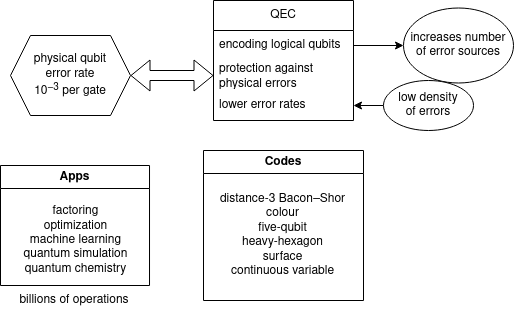 QEC
physical qubit
error rate
10⁻³ per gate
encoding logical qubits
protection against
physical errors
lower error rates
increases number
of error sources
low density
of errors
Apps
factoring
optimization
machine learning
quantum simulation
quantum chemistry
billions of operations
Codes
distance-3 Bacon–Shor
colour
five-qubit
heavy-hexagon
surface
continuous variable